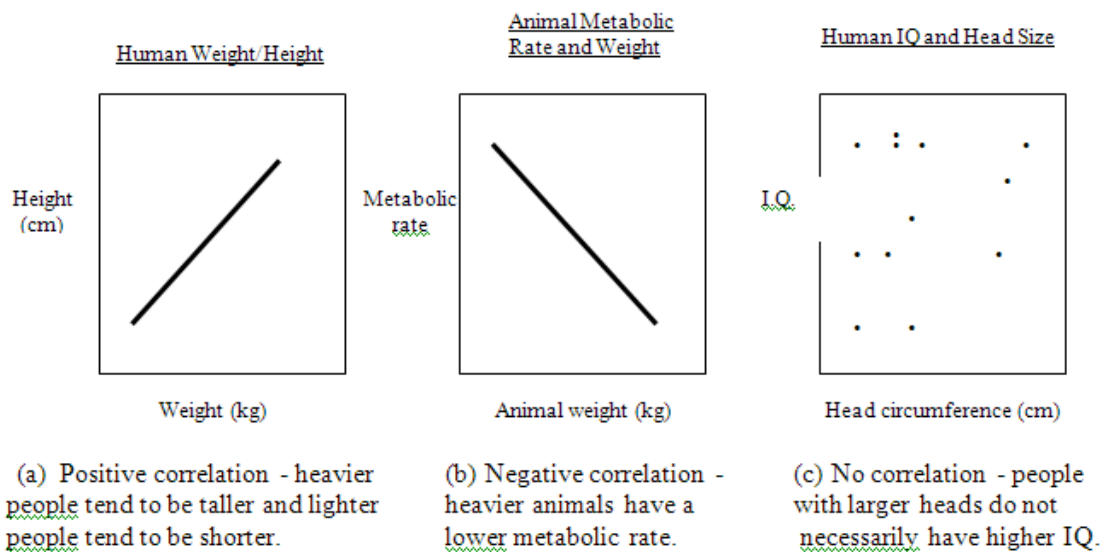 Human Weight/Height
Height
(cm)
Weight (kg)
(a) Positive correlation - heavier
people tend to be taller and lighter
people tend to be shorter.
Animal Metabolic
Rate and Weight
Metabolic
rate
Animal weight (kg)
(b) Negative correlation -
heavier animals have a
lower metabolic rate.
Human IQ and Head Size
I.Q.
Head circumference (cm)
(c) No correlation - people
with larger heads do not
necessarily have higher IQ.